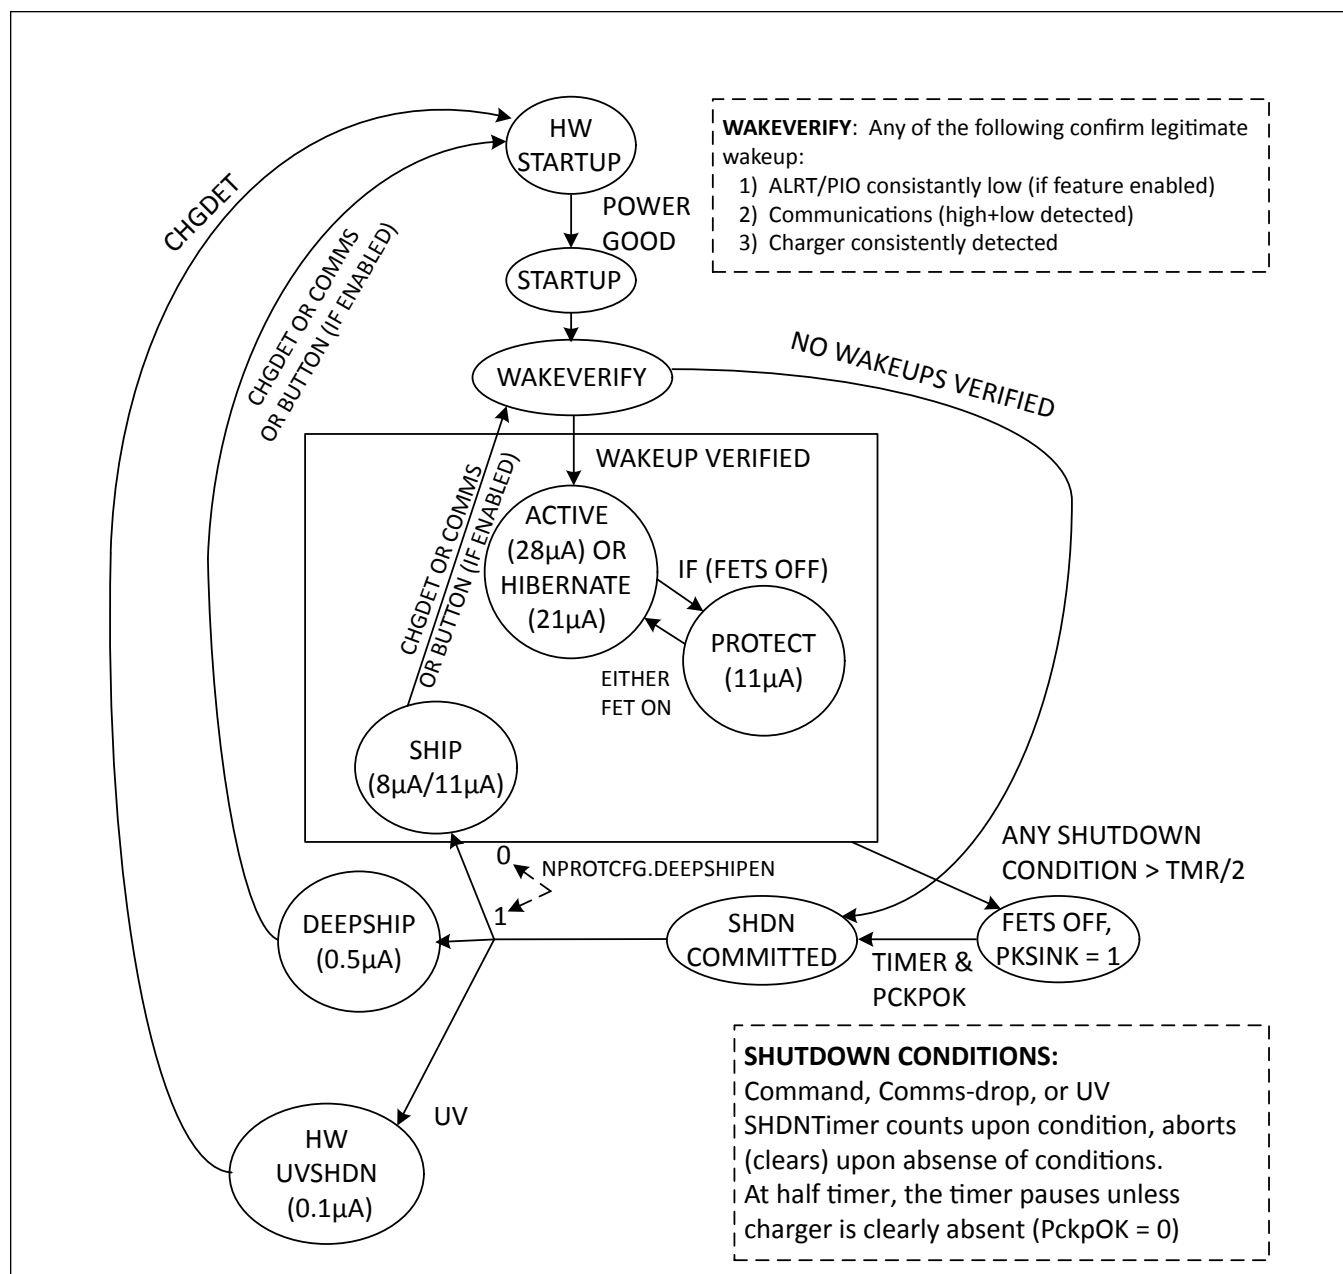 HW
STARTUP
WAKEVERIFY:  Any of the following confirm legitimate
wakeup:
1)  ALRT/PIO consistantly low (if feature enabled)
2)  Communications (high+low detected)
3)  Charger consistently detected
CHGDET
CHGDET OR COMMS
OR BUTTON (IF ENABLED)
POWER
GOOD
STARTUP
WAKEVERIFY
NO WAKEUPS VERIFIED
WAKEUP VERIFIED
CHGDET OR COMMS
OR BUTTON (IF ENABLED)
ACTIVE
(28µA) OR
HIBERNATE
(21µA)
IF (FETS OFF)
PROTECT
(11µA)
EITHER
FET ON
SHIP
(8µA/11µA)
0
NPROTCFG.DEEPSHIPEN
1
ANY SHUTDOWN
CONDITION > TMR/2
DEEPSHIP
(0.5µA)
SHDN
COMMITTED
FETS OFF,
PKSINK = 1
TIMER &
PCKPOK
UV
HW
UVSHDN
(0.1µA)
SHUTDOWN CONDITIONS:
Command, Comms-drop, or UV
SHDNTimer counts upon condition, aborts
(clears) upon absense of conditions.
At half timer, the timer pauses unless
charger is clearly absent (PckpOK = 0)